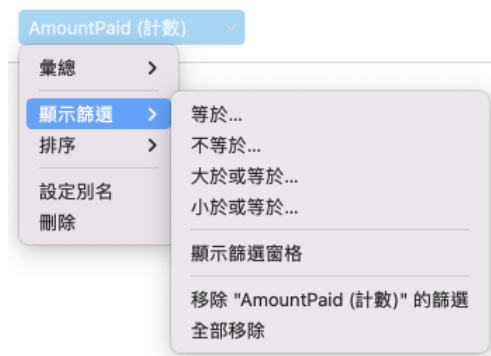 AmountPaid (計數)
彙總
顯示篩選
排序
設定別名
刪除
等於...
不等於...
大於或等於...
小於或等於...
顯示篩選窗格
移除 "AmountPaid (計數)" 的篩選
全部移除